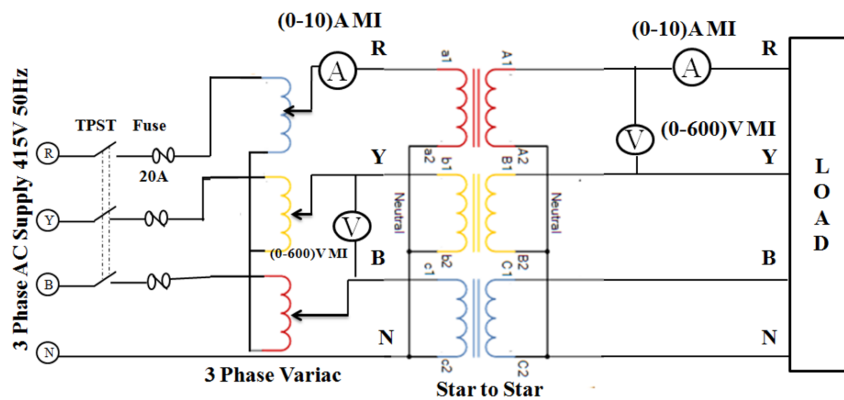 3 Phase AC Supply 415V 50Hz
R
Y
B
N
TPST
Fuse
20A
(0-10)A MI
A
R
Y
V
(0-600)V MI
B
N
3 Phase Variac
a1
a2
b1
b2
c1
c2
Neutral
A1
A2
B1
B2
C1
C2
Neutral
Star to Star
(0-10)A MI
A
R
V
(0-600)V MI
Y
B
N
LOAD